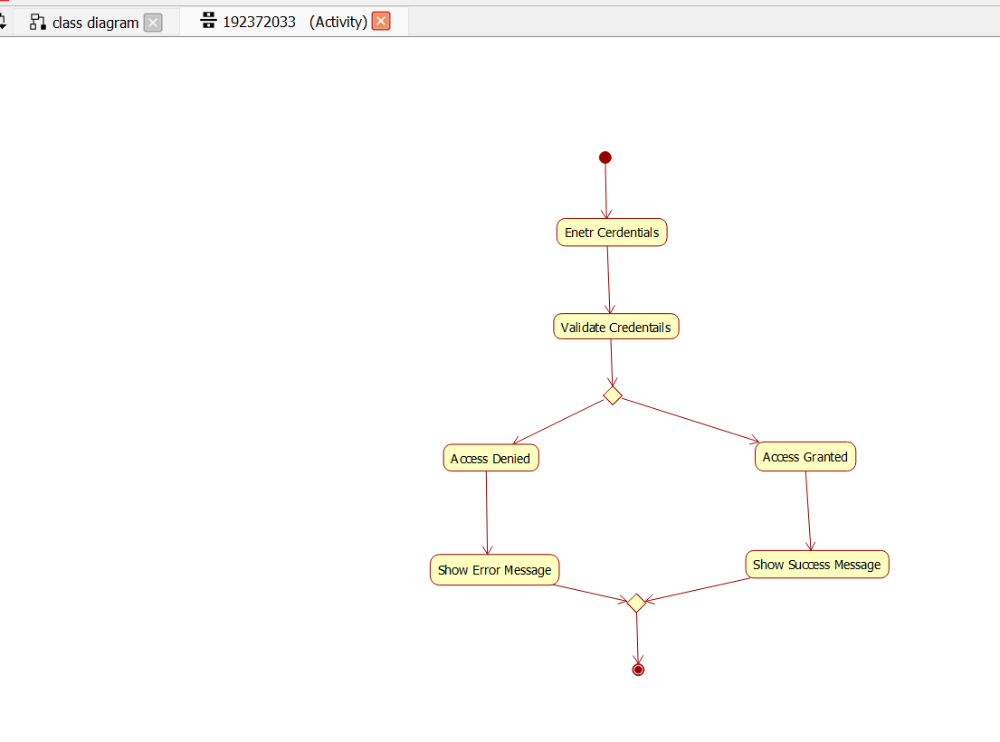 class diagram
192372033 (Activity)
Enetr Cerdentials
Validate Credentails
Access Denied
Access Granted
Show Error Message
Show Success Message